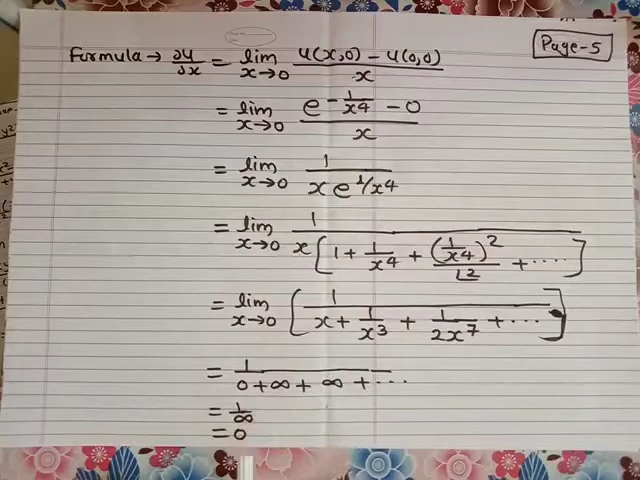 Page-5
Formula → ∂u/∂x = lim x→0 (u(x,0) - u(0,0))/x
= lim x→0 (e^(-1/x⁴) - 0)/x
= lim x→0 1/(x e^(1/x⁴))
= lim x→0 1/(x[1 + 1/x⁴ + (1/x⁴)²/∟2 + ....])
= lim x→0 [1/(x + 1/x³ + 1/(2x⁷) + ...)]
= 1/(0 + ∞ + ∞ + ...)
= 1/∞
= 0